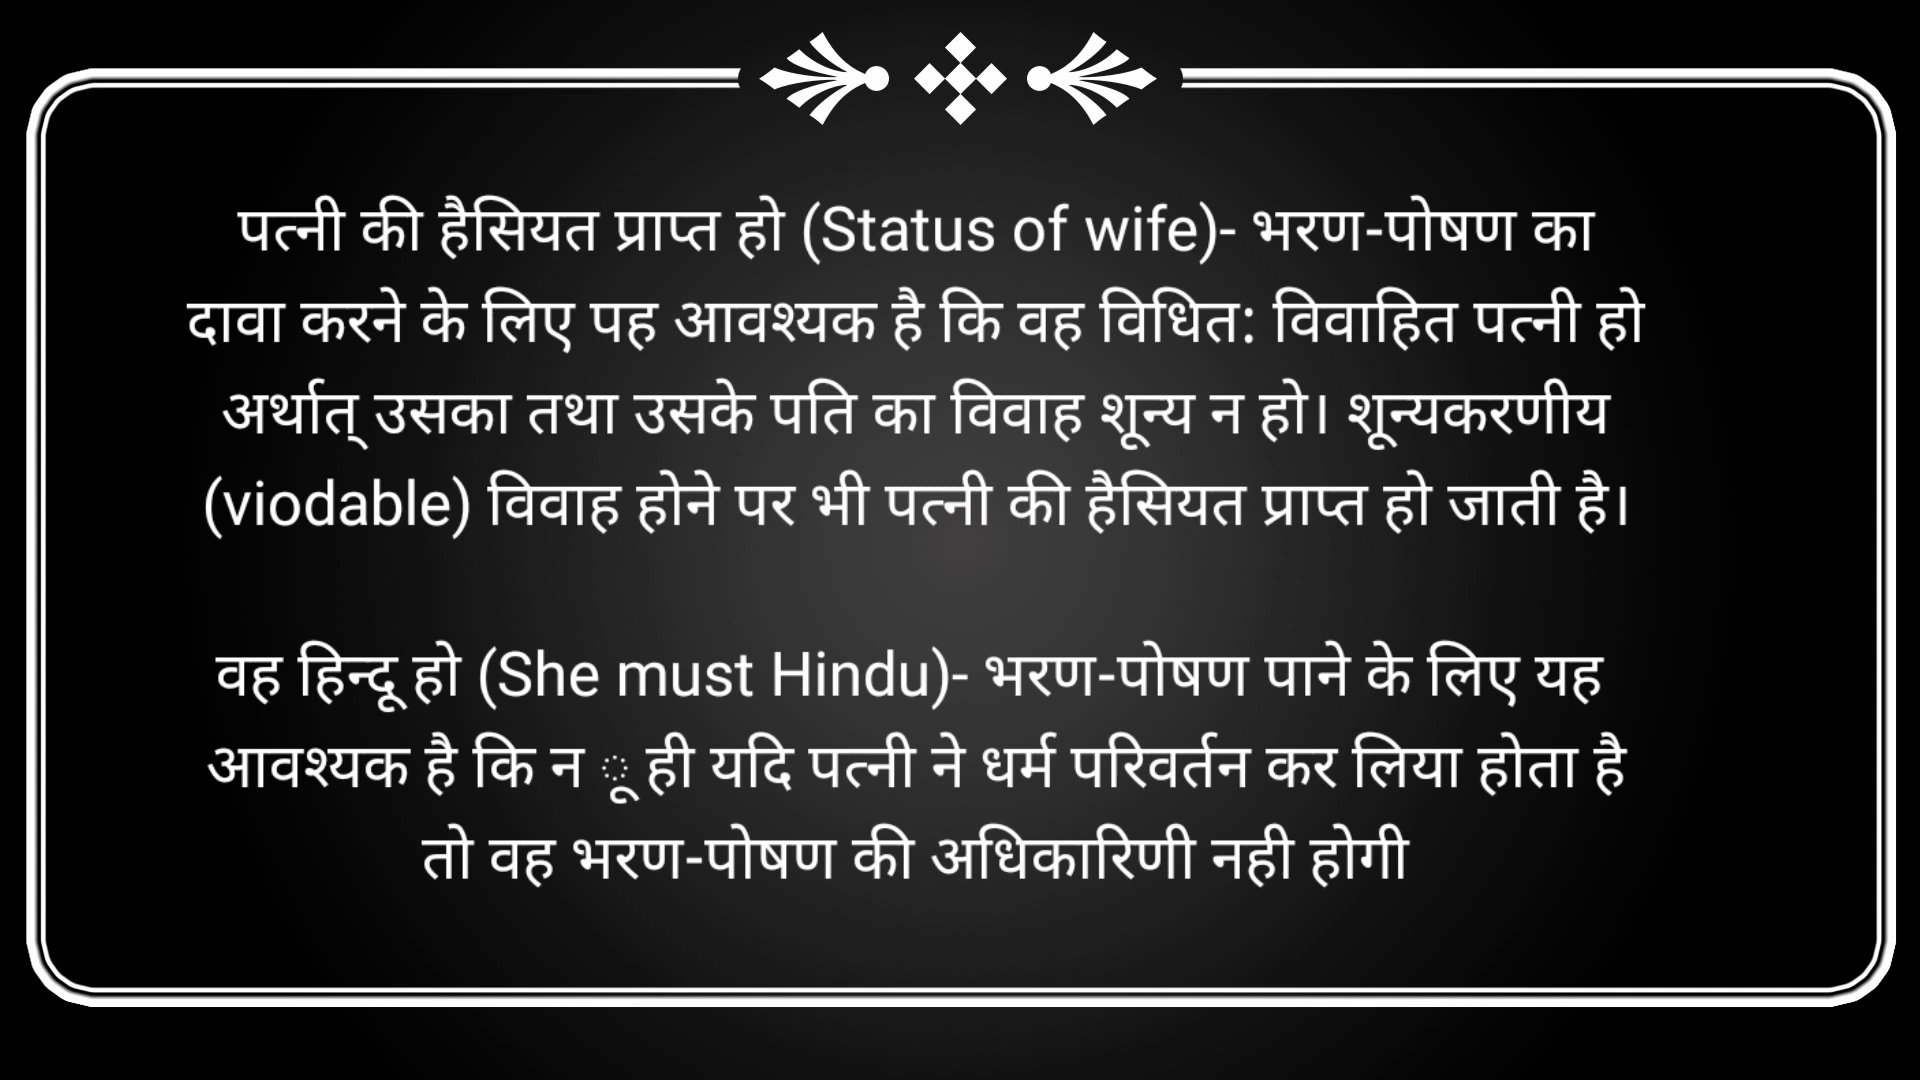 पत्नी की हैसियत प्राप्त हो (Status of wife)- भरण-पोषण का
दावा करने के लिए पह आवश्यक है कि वह विधित: विवाहित पत्नी हो
अर्थात् उसका तथा उसके पति का विवाह शून्य न हो। शून्यकरणीय
(viodable) विवाह होने पर भी पत्नी की हैसियत प्राप्त हो जाती है।
वह हिन्दू हो (She must Hindu)- भरण-पोषण पाने के लिए यह
आवश्यक है कि न ू ही यदि पत्नी ने धर्म परिवर्तन कर लिया होता है
तो वह भरण-पोषण की अधिकारिणी नही होगी